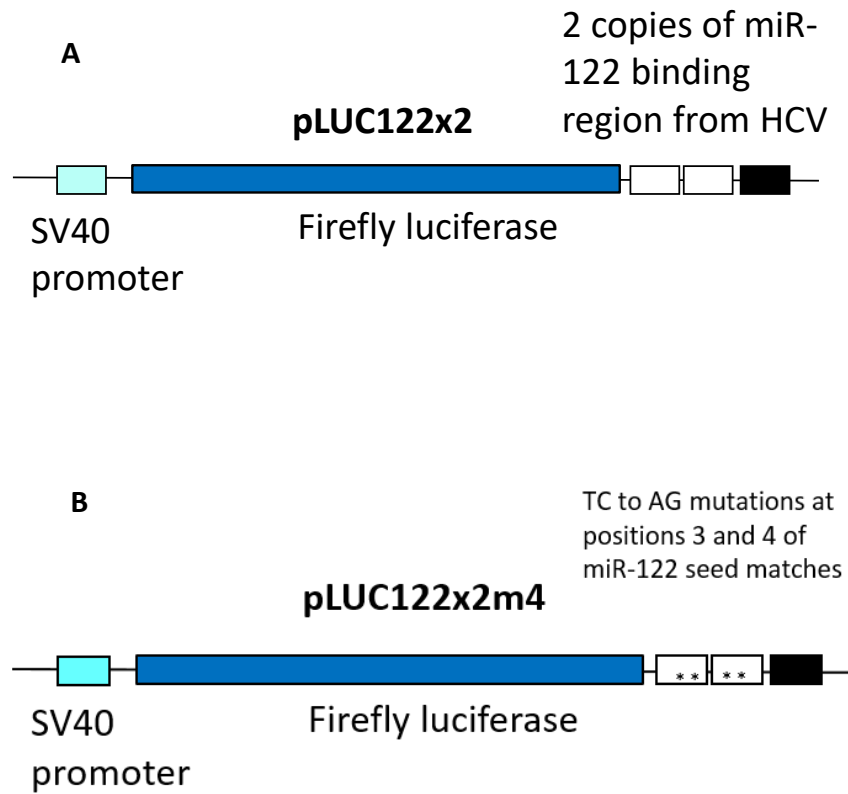 A
2 copies of miR-
122 binding
region from HCV
pLUC122x2
SV40
promoter
Firefly luciferase
B
TC to AG mutations at
positions 3 and 4 of
miR-122 seed matches
pLUC122x2m4
* *
* *
SV40
promoter
Firefly luciferase